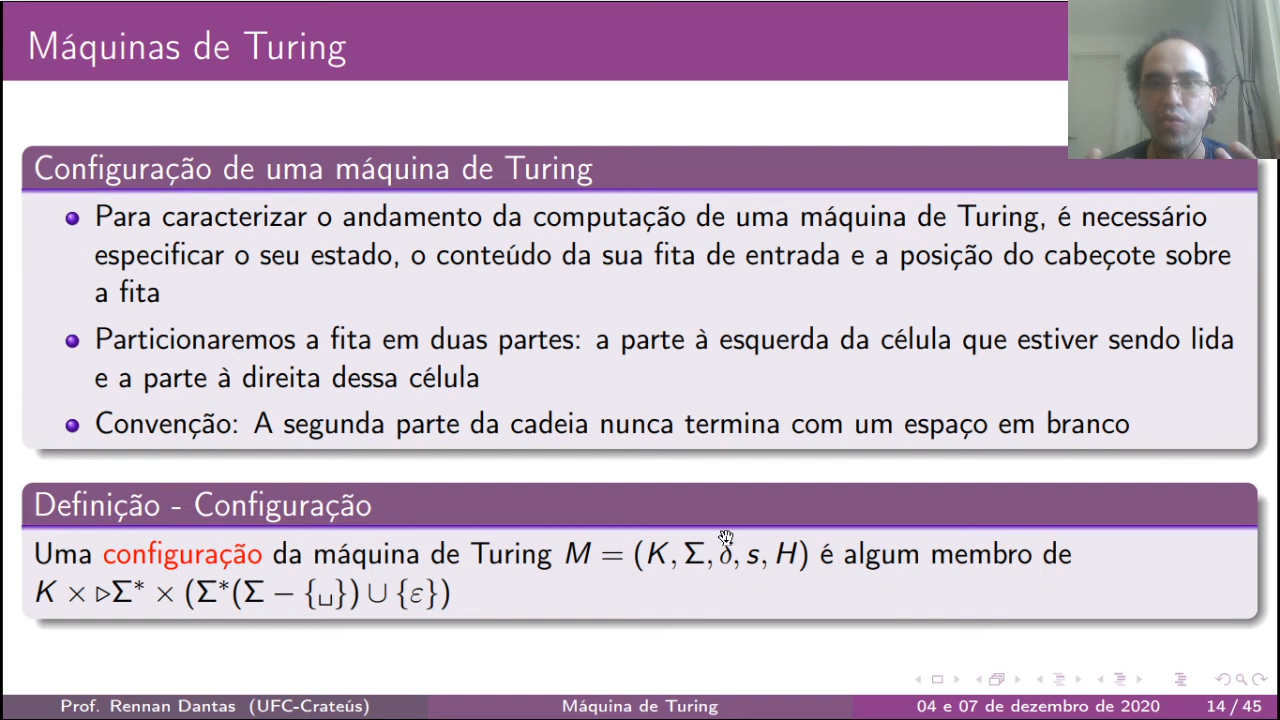 Máquinas de Turing
Configuração de uma máquina de Turing
Para caracterizar o andamento da computação de uma máquina de Turing, é necessário
especificar o seu estado, o conteúdo da sua fita de entrada e a posição do cabeçote sobre
a fita
Particionaremos a fita em duas partes: a parte à esquerda da célula que estiver sendo lida
e a parte à direita dessa célula
Convenção: A segunda parte da cadeia nunca termina com um espaço em branco
Definição - Configuração
Uma configuração da máquina de Turing M = (K, Σ, δ, s, H) é algum membro de
K × ▷Σ* × (Σ*(Σ − {␣}) ∪ {ε})
Prof. Rennan Dantas (UFC-Crateús) Máquina de Turing 04 e 07 de dezembro de 2020 14 / 45